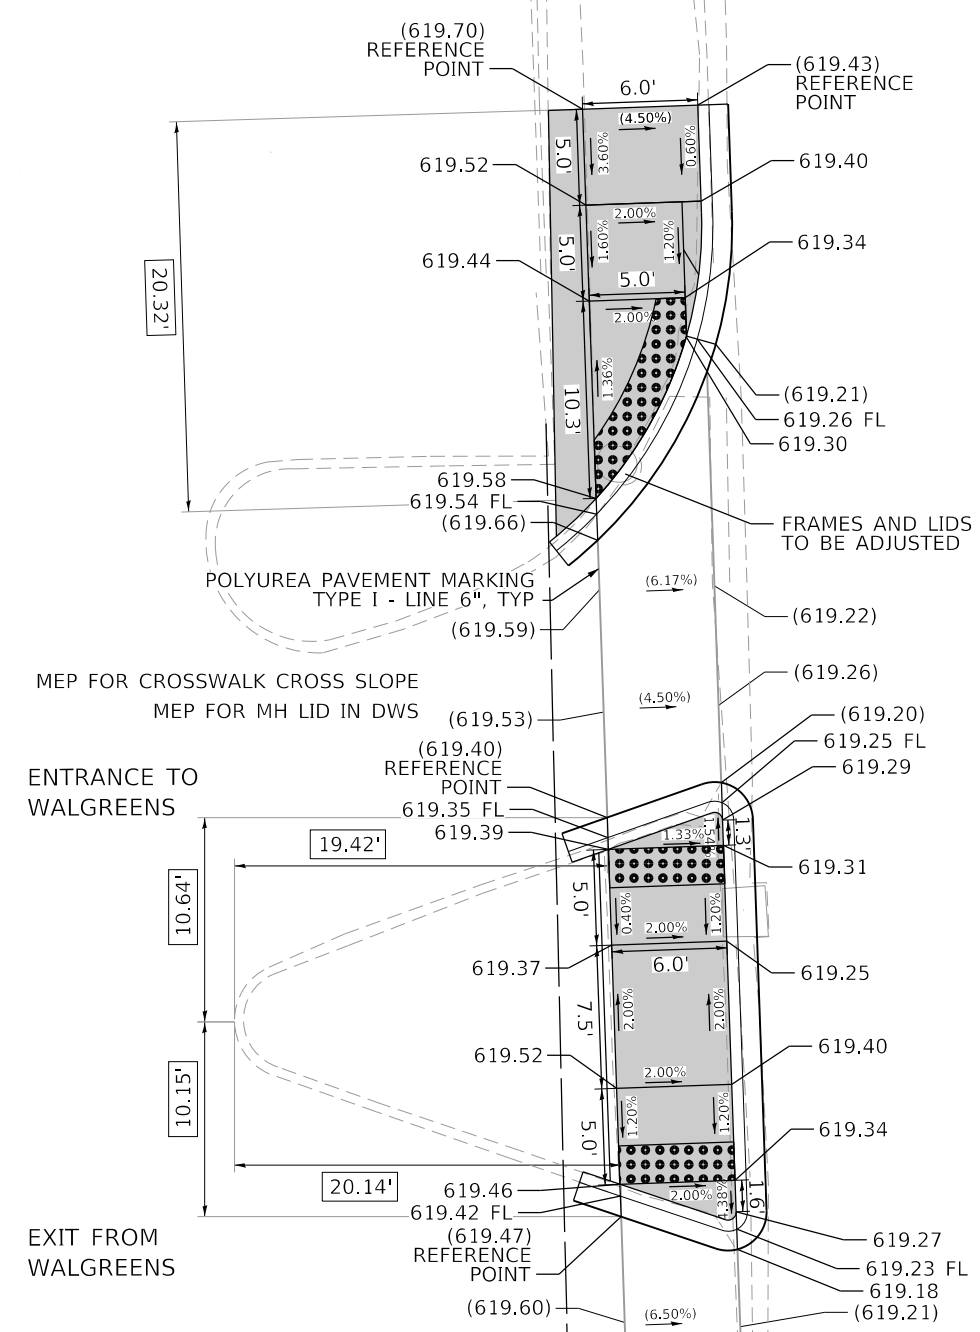 (619.70)
REFERENCE
POINT
(619.43)
REFERENCE
POINT
6.0'
(4.50%)
5.0'
3.60%
0.60%
619.52
619.40
2.00%
5.0'
1.60%
1.20%
619.44
619.34
5.0'
2.00%
20.32'
1.36%
10.3'
(619.21)
619.26 FL
619.30
619.58
619.54 FL
(619.66)
FRAMES AND LIDS
TO BE ADJUSTED
POLYUREA PAVEMENT MARKING
TYPE I - LINE 6", TYP
(6.17%)
(619.59)
(619.22)
MEP FOR CROSSWALK CROSS SLOPE
MEP FOR MH LID IN DWS
(619.26)
(4.50%)
(619.53)
(619.20)
(619.40)
REFERENCE
POINT
619.25 FL
619.29
ENTRANCE TO
WALGREENS
619.35 FL
619.39
1.33%
1.54%
1.3'
19.42'
619.31
10.64'
5.0'
0.40%
1.20%
2.00%
619.37
6.0'
619.25
7.5'
2.00%
2.00%
619.52
619.40
2.00%
10.15'
5.0'
1.20%
1.20%
619.34
20.14'
619.46
2.00%
4.38%
1.6'
619.42 FL
EXIT FROM
WALGREENS
(619.47)
REFERENCE
POINT
619.27
619.23 FL
619.18
(619.60)
(6.50%)
(619.21)